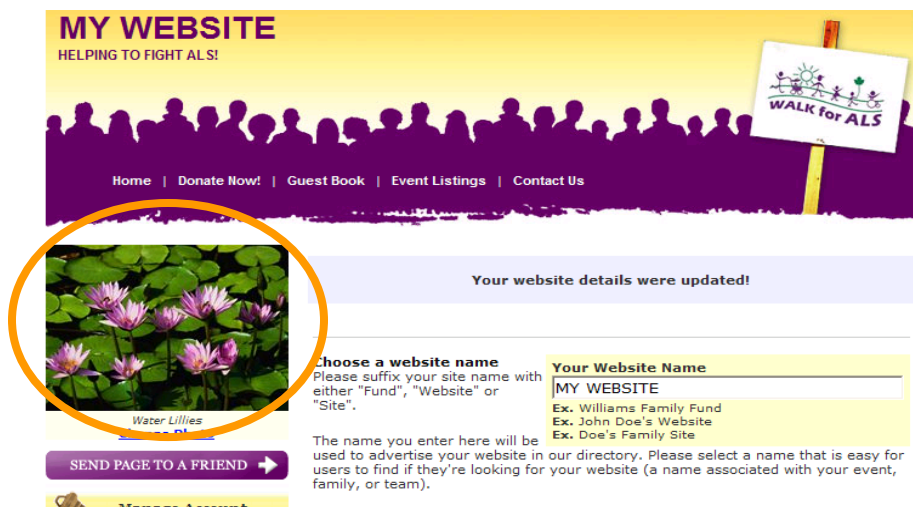 MY WEBSITE
HELPING TO FIGHT ALS!
WALK for ALS
Home | Donate Now! | Guest Book | Event Listings | Contact Us
Your website details were updated!
Water Lillies
Change Photo
SEND PAGE TO A FRIEND
Manage Account
Choose a website name
Please suffix your site name with
either "Fund", "Website" or
"Site".
Your Website Name
MY WEBSITE
Ex. Williams Family Fund
Ex. John Doe's Website
Ex. Doe's Family Site
The name you enter here will be
used to advertise your website in our directory. Please select a name that is easy for
users to find if they're looking for your website (a name associated with your event,
family, or team).